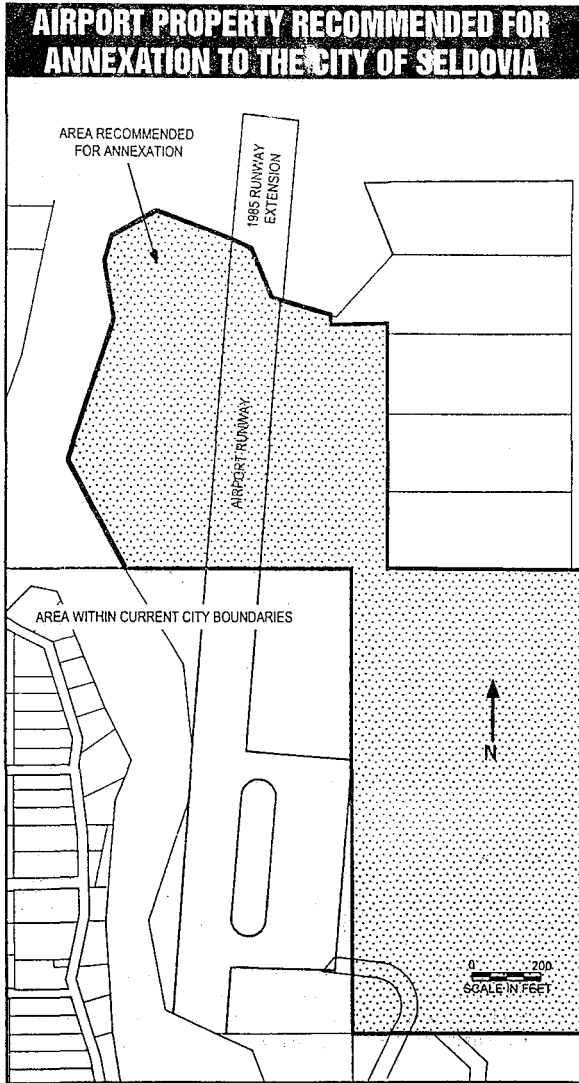 AIRPORT PROPERTY RECOMMENDED FOR
ANNEXATION TO THE CITY OF SELDOVIA
AREA RECOMMENDED
FOR ANNEXATION
1985 RUNWAY
EXTENSION
AIRPORT RUNWAY
AREA WITHIN CURRENT CITY BOUNDARIES
N
0 200
SCALE IN FEET